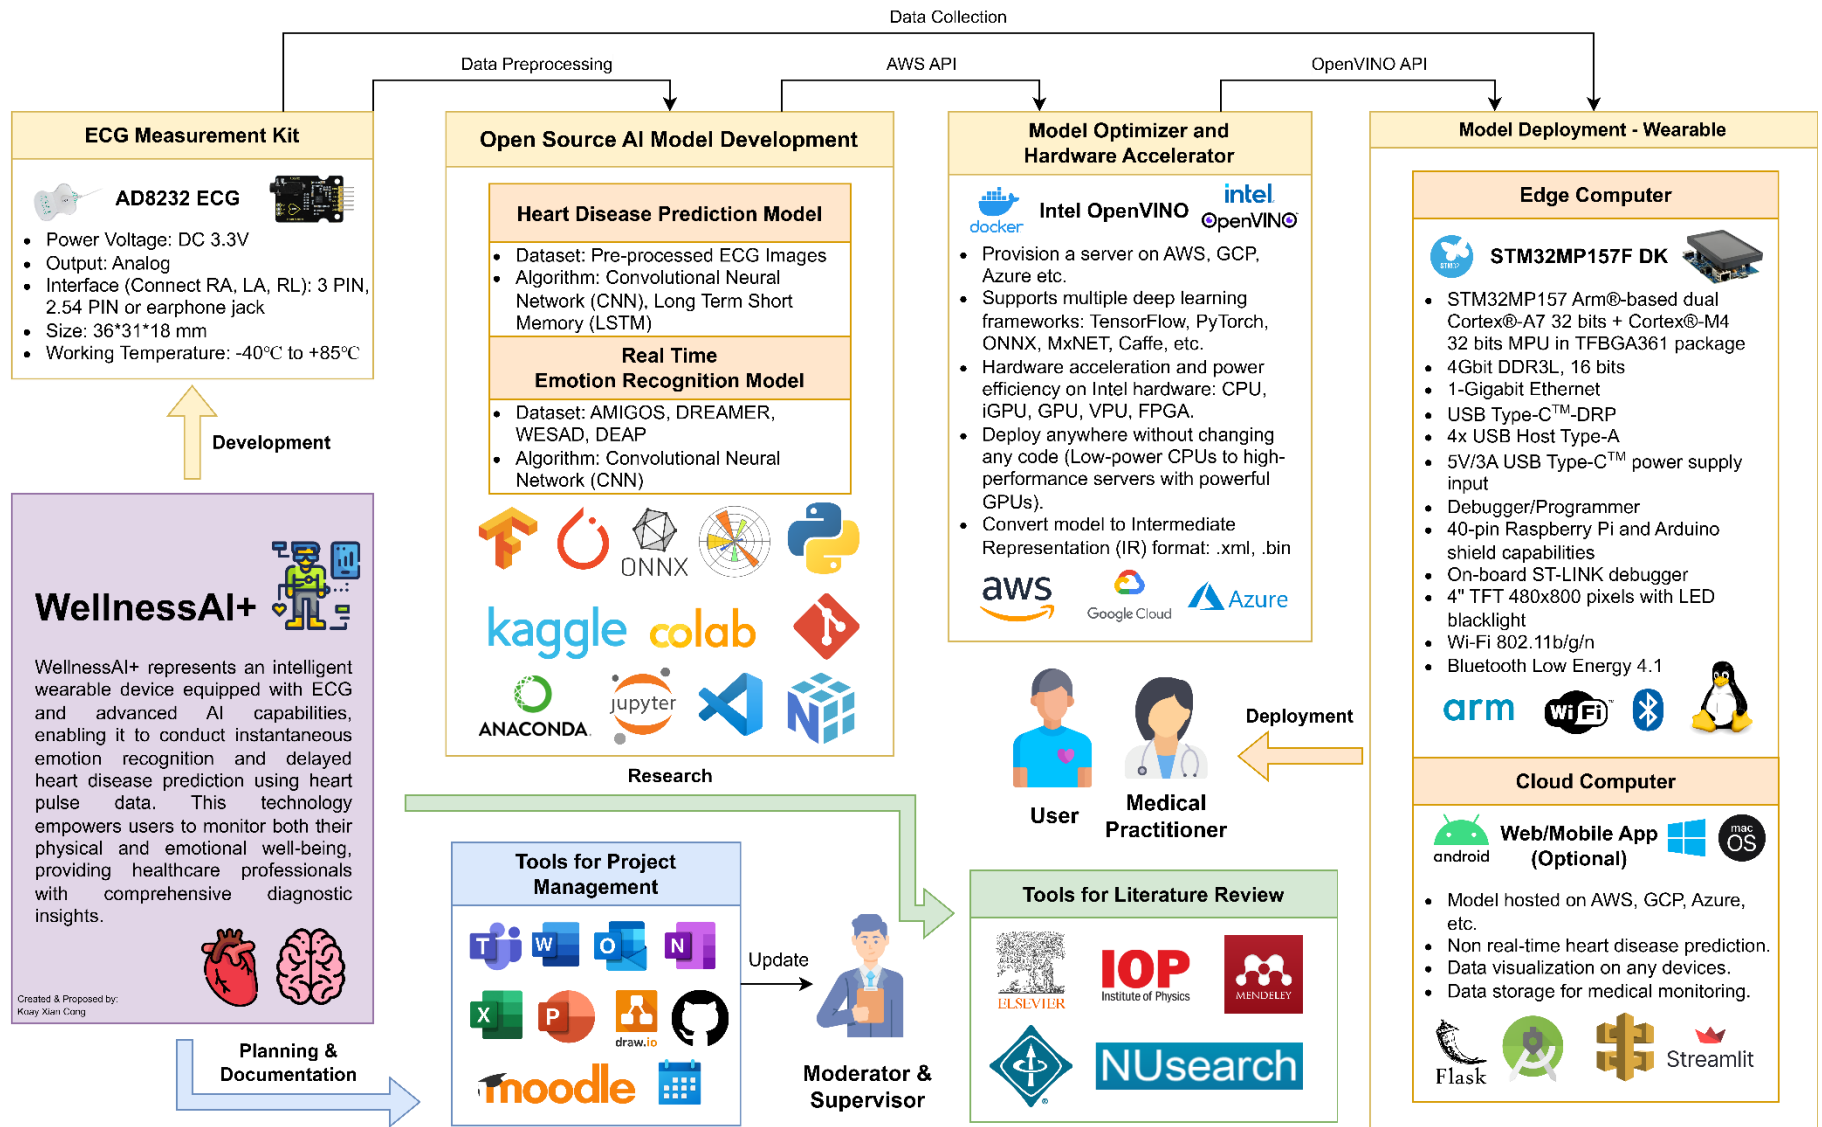 Data Collection
Data Preprocessing
AWS API
OpenVINO API
ECG Measurement Kit
AD8232 ECG
• Power Voltage: DC 3.3V
• Output: Analog
• Interface (Connect RA, LA, RL): 3 PIN,
2.54 PIN or earphone jack
• Size: 36*31*18 mm
• Working Temperature: -40℃ to +85℃
Development
WellnessAI+
WellnessAI+ represents an intelligent
wearable device equipped with ECG
and advanced AI capabilities,
enabling it to conduct instantaneous
emotion recognition and delayed
heart disease prediction using heart
pulse data. This technology
empowers users to monitor both their
physical and emotional well-being,
providing healthcare professionals
with comprehensive diagnostic
insights.
Created & Proposed by:
Koay Xian Cong
Planning &
Documentation
Open Source AI Model Development
Heart Disease Prediction Model
• Dataset: Pre-processed ECG Images
• Algorithm: Convolutional Neural
Network (CNN), Long Term Short
Memory (LSTM)
Real Time
Emotion Recognition Model
• Dataset: AMIGOS, DREAMER,
WESAD, DEAP
• Algorithm: Convolutional Neural
Network (CNN)
ONNX
kaggle
colab
ANACONDA.
jupyter
Research
Tools for Project
Management
T
W
O
N
X
P
draw.io
moodle
Update
Moderator &
Supervisor
Model Optimizer and
Hardware Accelerator
docker
Intel OpenVINO
intel.
OpenVINO
• Provision a server on AWS, GCP,
Azure etc.
• Supports multiple deep learning
frameworks: TensorFlow, PyTorch,
ONNX, MxNET, Caffe, etc.
• Hardware acceleration and power
efficiency on Intel hardware: CPU,
iGPU, GPU, VPU, FPGA.
• Deploy anywhere without changing
any code (Low-power CPUs to high-
performance servers with powerful
GPUs).
• Convert model to Intermediate
Representation (IR) format: .xml, .bin
aws
Google Cloud
Azure
User
Medical
Practitioner
Deployment
Tools for Literature Review
ELSEVIER
IOP
Institute of Physics
MENDELEY
NUsearch
Model Deployment - Wearable
Edge Computer
STM32MP157F DK
• STM32MP157 Arm®-based dual
Cortex®-A7 32 bits + Cortex®-M4
32 bits MPU in TFBGA361 package
• 4Gbit DDR3L, 16 bits
• 1-Gigabit Ethernet
• USB Type-C™-DRP
• 4x USB Host Type-A
• 5V/3A USB Type-C™ power supply
input
• Debugger/Programmer
• 40-pin Raspberry Pi and Arduino
shield capabilities
• On-board ST-LINK debugger
• 4" TFT 480x800 pixels with LED
blacklight
• Wi-Fi 802.11b/g/n
• Bluetooth Low Energy 4.1
arm
Wi Fi™
Cloud Computer
android
Web/Mobile App
(Optional)
mac
OS
• Model hosted on AWS, GCP, Azure,
etc.
• Non real-time heart disease prediction.
• Data visualization on any devices.
• Data storage for medical monitoring.
Flask
Streamlit